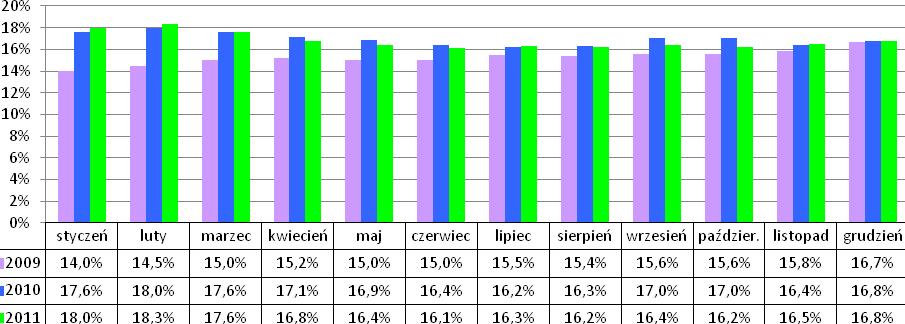 20%
18%
16%
14%
12%
10%
8%
6%
4%
2%
0%
styczeń luty marzec kwiecień maj czerwiec lipiec sierpień wrzesień paździer. listopad grudzień
2009 14,0% 14,5% 15,0% 15,2% 15,0% 15,0% 15,5% 15,4% 15,6% 15,6% 15,8% 16,7%
2010 17,6% 18,0% 17,6% 17,1% 16,9% 16,4% 16,2% 16,3% 17,0% 17,0% 16,4% 16,8%
2011 18,0% 18,3% 17,6% 16,8% 16,4% 16,1% 16,3% 16,2% 16,4% 16,2% 16,5% 16,8%